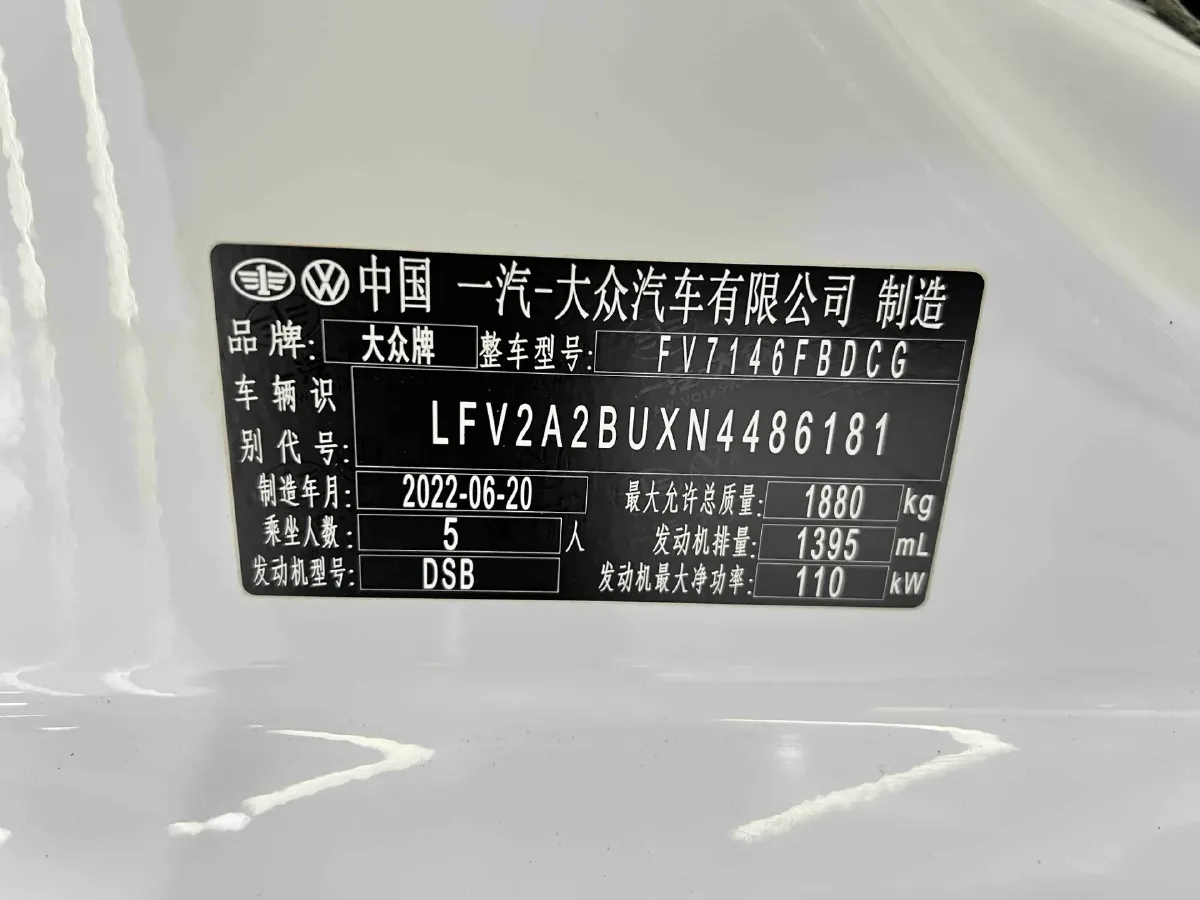 中国 一汽-大众汽车有限公司 制造
品牌: 大众牌 整车型号: FV7146FBDCG
车辆识
别代号: LFV2A2BUXN4486181
制造年月: 2022-06-20 最大允许总质量: 1880 kg
乘坐人数: 5 人 发动机排量: 1395 mL
发动机型号: DSB 发动机最大净功率: 110 kW